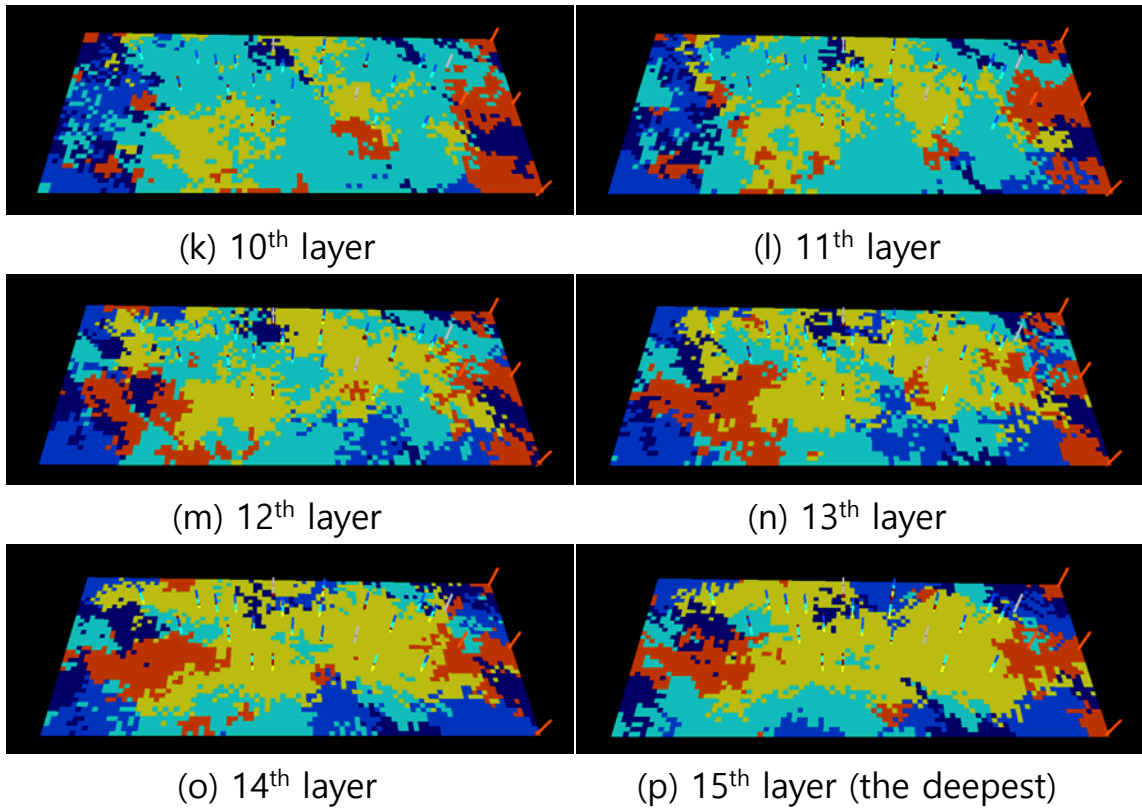 (k) 10th layer
(l) 11th layer
(m) 12th layer
(n) 13th layer
(o) 14th layer
(p) 15th layer (the deepest)